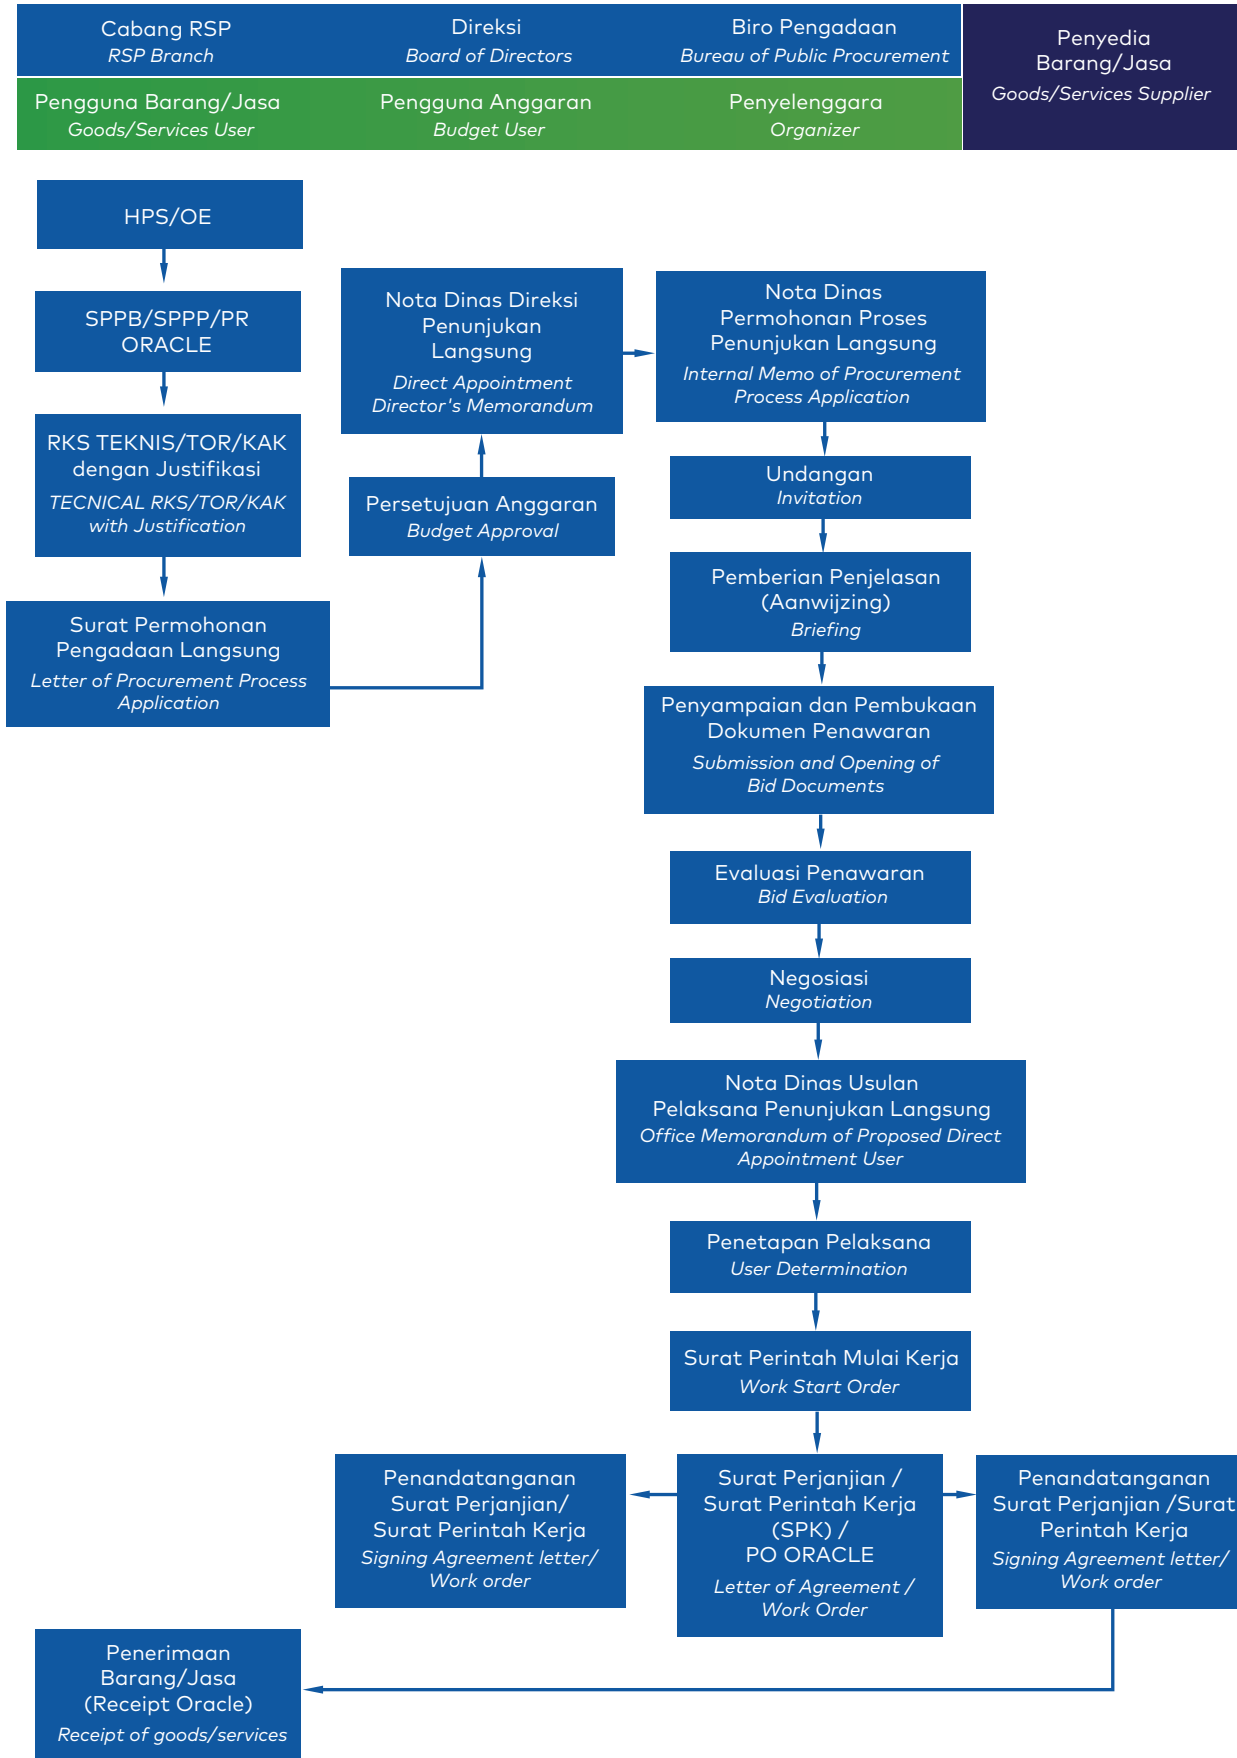 Cabang RSP
RSP Branch
Direksi
Board of Directors
Biro Pengadaan
Bureau of Public Procurement
Penyedia
Barang/Jasa
Goods/Services Supplier
Pengguna Barang/Jasa
Goods/Services User
Pengguna Anggaran
Budget User
Penyelenggara
Organizer
HPS/OE
SPPB/SPPP/PR
ORACLE
RKS TEKNIS/TOR/KAK
dengan Justifikasi
TECNICAL RKS/TOR/KAK
with Justification
Surat Permohonan
Pengadaan Langsung
Letter of Procurement Process
Application
Persetujuan Anggaran
Budget Approval
Nota Dinas Direksi
Penunjukan
Langsung
Direct Appointment
Director's Memorandum
Nota Dinas
Permohonan Proses
Penunjukan Langsung
Internal Memo of Procurement
Process Application
Undangan
Invitation
Pemberian Penjelasan
(Aanwijzing)
Briefing
Penyampaian dan Pembukaan
Dokumen Penawaran
Submission and Opening of
Bid Documents
Evaluasi Penawaran
Bid Evaluation
Negosiasi
Negotiation
Nota Dinas Usulan
Pelaksana Penunjukan Langsung
Office Memorandum of Proposed Direct
Appointment User
Penetapan Pelaksana
User Determination
Surat Perintah Mulai Kerja
Work Start Order
Penandatanganan
Surat Perjanjian/
Surat Perintah Kerja
Signing Agreement letter/
Work order
Surat Perjanjian /
Surat Perintah Kerja
(SPK) /
PO ORACLE
Letter of Agreement /
Work Order
Penandatanganan
Surat Perjanjian /Surat
Perintah Kerja
Signing Agreement letter/
Work order
Penerimaan
Barang/Jasa
(Receipt Oracle)
Receipt of goods/services